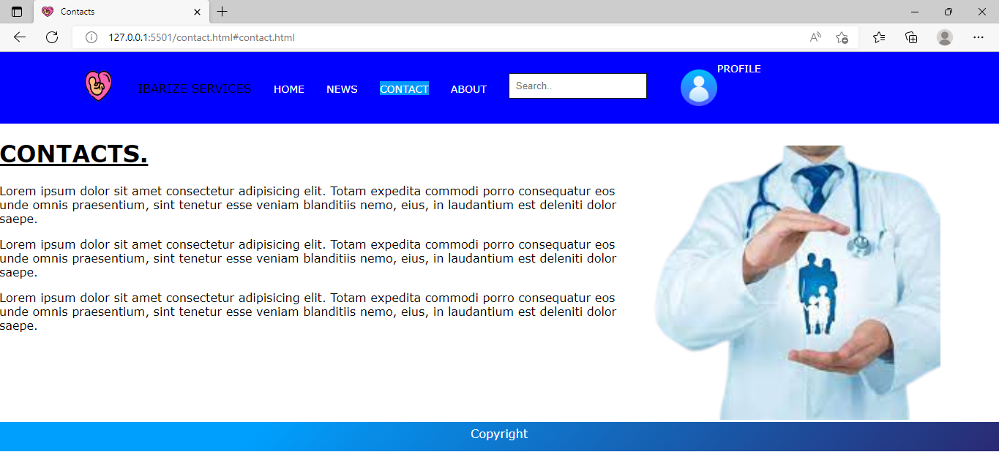 Contacts
127.0.0.1:5501/contact.html#contact.html
IBARIZE SERVICES HOME NEWS CONTACT ABOUT Search.. PROFILE
CONTACTS.
Lorem ipsum dolor sit amet consectetur adipisicing elit. Totam expedita commodi porro consequatur eos
unde omnis praesentium, sint tenetur esse veniam blanditiis nemo, eius, in laudantium est deleniti dolor
saepe.
Lorem ipsum dolor sit amet consectetur adipisicing elit. Totam expedita commodi porro consequatur eos
unde omnis praesentium, sint tenetur esse veniam blanditiis nemo, eius, in laudantium est deleniti dolor
saepe.
Lorem ipsum dolor sit amet consectetur adipisicing elit. Totam expedita commodi porro consequatur eos
unde omnis praesentium, sint tenetur esse veniam blanditiis nemo, eius, in laudantium est deleniti dolor
saepe.
Copyright